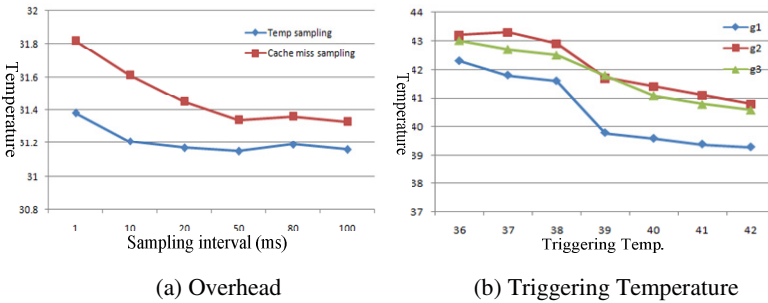 32
31.8
31.6
31.4
31.2
31
30.8
Temperature
Temp sampling
Cache miss sampling
1 10 20 50 80 100
Sampling interval (ms)
(a) Overhead
44
43
42
41
40
39
38
37
Temperature
g1
g2
g3
36 37 38 39 40 41 42
Triggering Temp.
(b) Triggering Temperature